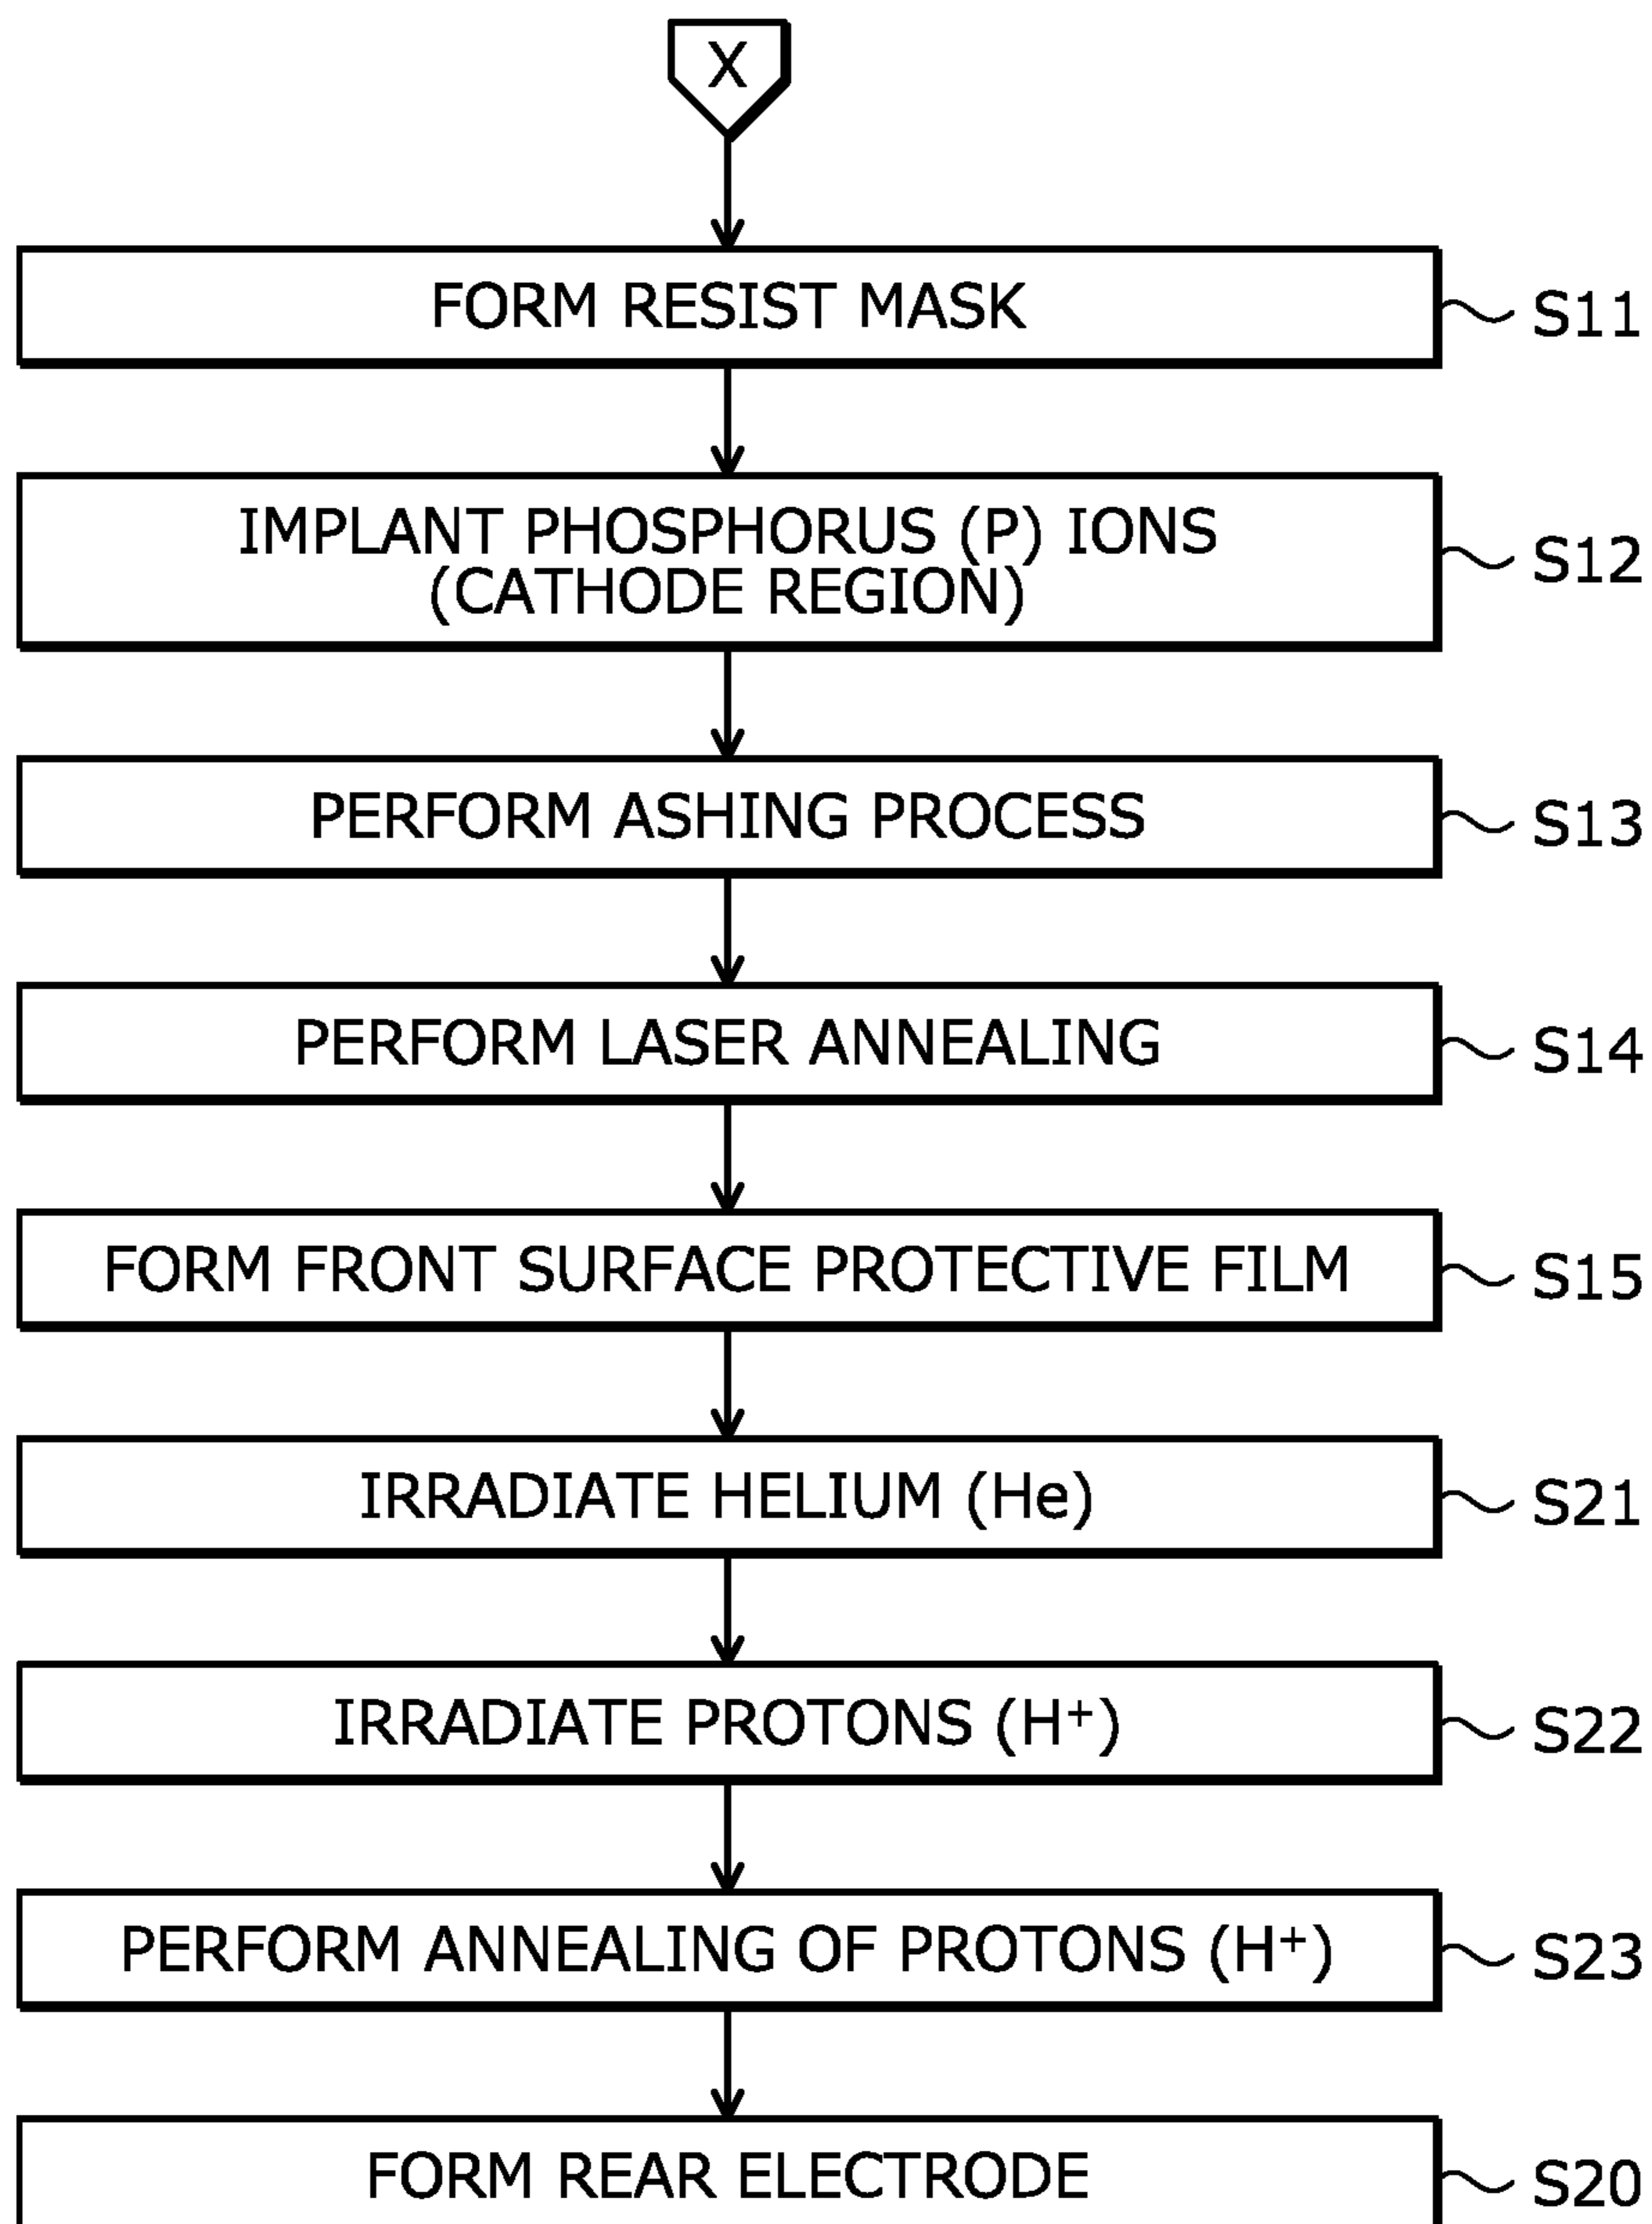 X
FORM RESIST MASK
S11
IMPLANT PHOSPHORUS (P) IONS
(CATHODE REGION)
S12
PERFORM ASHING PROCESS
S13
PERFORM LASER ANNEALING
S14
FORM FRONT SURFACE PROTECTIVE FILM
S15
IRRADIATE HELIUM (He)
S21
IRRADIATE PROTONS (H⁺)
S22
PERFORM ANNEALING OF PROTONS (H⁺)
S23
FORM REAR ELECTRODE
S20